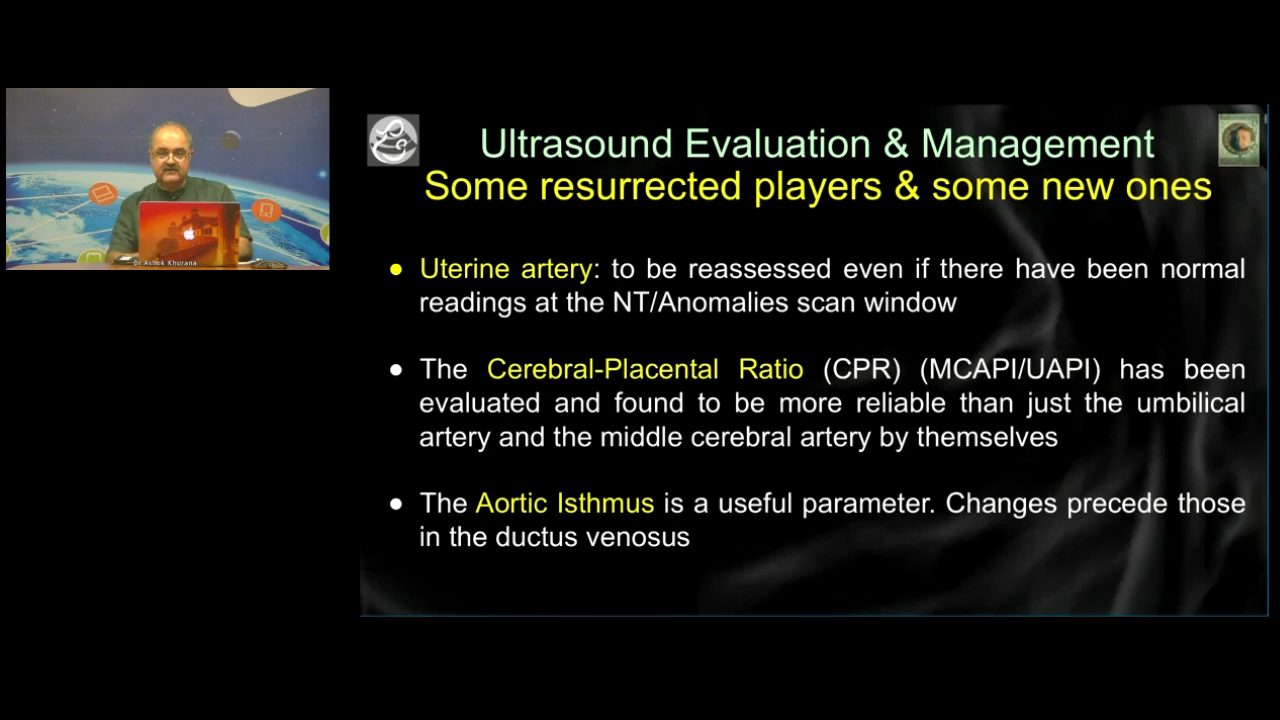 Dr Ashok Khurana
Ultrasound Evaluation & Management
Some resurrected players & some new ones
● Uterine artery: to be reassessed even if there have been normal
readings at the NT/Anomalies scan window
● The Cerebral-Placental Ratio (CPR) (MCAPI/UAPI) has been
evaluated and found to be more reliable than just the umbilical
artery and the middle cerebral artery by themselves
● The Aortic Isthmus is a useful parameter. Changes precede those
in the ductus venosus